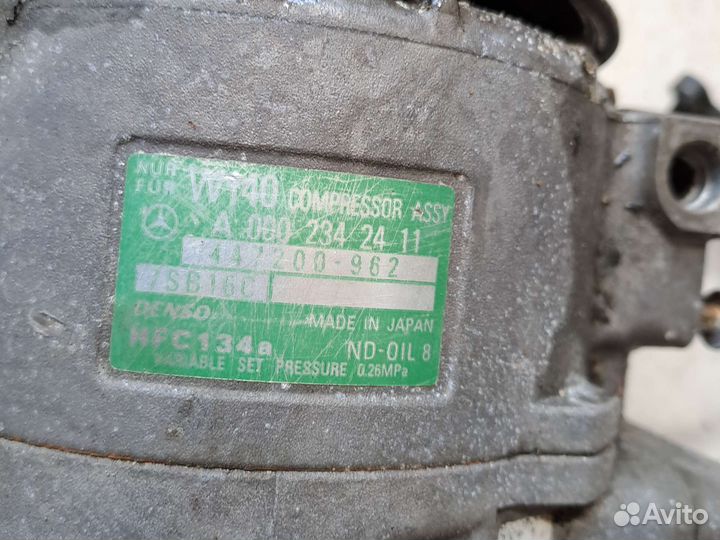 NUR
FÜR W140 COMPRESSOR ASSY
A 000 234 24 11
447200-962
7SB16C
DENSO MADE IN JAPAN
HFC134a ND-OIL 8
VARIABLE SET PRESSURE 0.26MPa
Avito